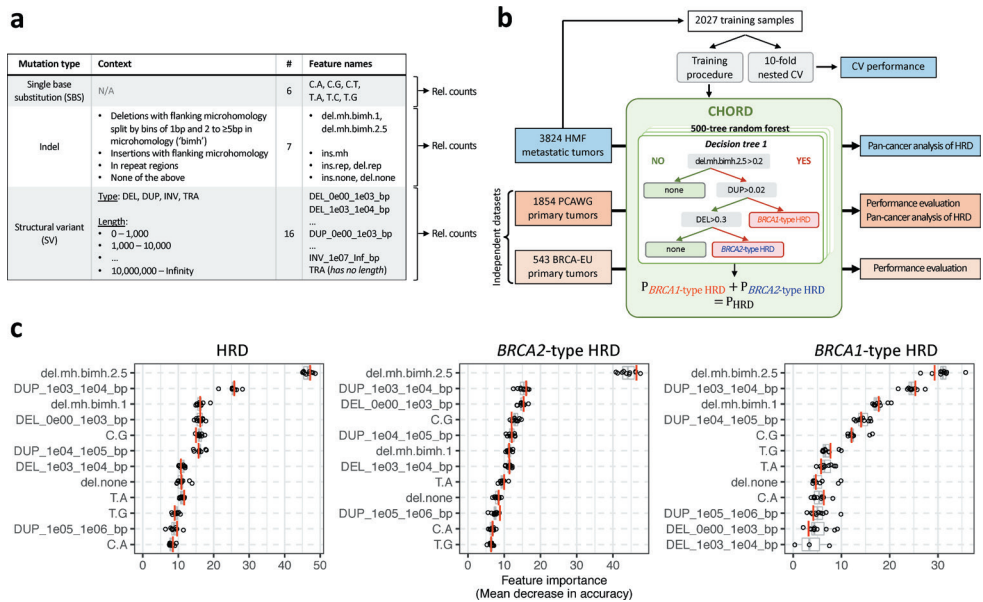 a
Mutation type Context # Feature names
Single base substitution (SBS) N/A 6 C.A, C.G, C.T, T.A, T.C, T.G Rel. counts
Indel
• Deletions with flanking microhomology split by bins of 1bp and 2 to ≥5bp in microhomology ('bimh')
• Insertions with flanking microhomology
• In repeat regions
• None of the above
7
• del.mh.bimh.1, del.mh.bimh.2.5
• ins.mh
• ins.rep, del.rep
• ins.none, del.none
Rel. counts
Structural variant (SV)
Type: DEL, DUP, INV, TRA
Length:
• 0 – 1,000
• 1,000 – 10,000
• ...
• 10,000,000 – Infinity
16
DEL_0e00_1e03_bp
DEL_1e03_1e04_bp
...
DUP_0e00_1e03_bp
...
INV_1e07_Inf_bp
TRA (has no length)
Rel. counts
b
2027 training samples
Training procedure
10-fold nested CV
CV performance
CHORD
500-tree random forest
Decision tree 1
NO
del.mh.bimh.2.5>0.2
YES
none
DUP>0.02
DEL>0.3
BRCA1-type HRD
none
BRCA2-type HRD
P BRCA1-type HRD + P BRCA2-type HRD
= P HRD
3824 HMF metastatic tumors
Pan-cancer analysis of HRD
Independent datasets
1854 PCAWG primary tumors
Performance evaluation
Pan-cancer analysis of HRD
543 BRCA-EU primary tumors
Performance evaluation
c
HRD
del.mh.bimh.2.5
DUP_1e03_1e04_bp
del.mh.bimh.1
DEL_0e00_1e03_bp
C.G
DUP_1e04_1e05_bp
DEL_1e03_1e04_bp
del.none
T.A
T.G
DUP_1e05_1e06_bp
C.A
0 10 20 30 40 50
BRCA2-type HRD
del.mh.bimh.2.5
DUP_1e03_1e04_bp
DEL_0e00_1e03_bp
C.G
DUP_1e04_1e05_bp
del.mh.bimh.1
DEL_1e03_1e04_bp
T.A
del.none
DUP_1e05_1e06_bp
C.A
T.G
0 10 20 30 40
BRCA1-type HRD
del.mh.bimh.2.5
DUP_1e03_1e04_bp
del.mh.bimh.1
DUP_1e04_1e05_bp
C.G
T.G
T.A
del.none
C.A
DUP_1e05_1e06_bp
DEL_0e00_1e03_bp
DEL_1e03_1e04_bp
0 10 20 30
Feature importance
(Mean decrease in accuracy)